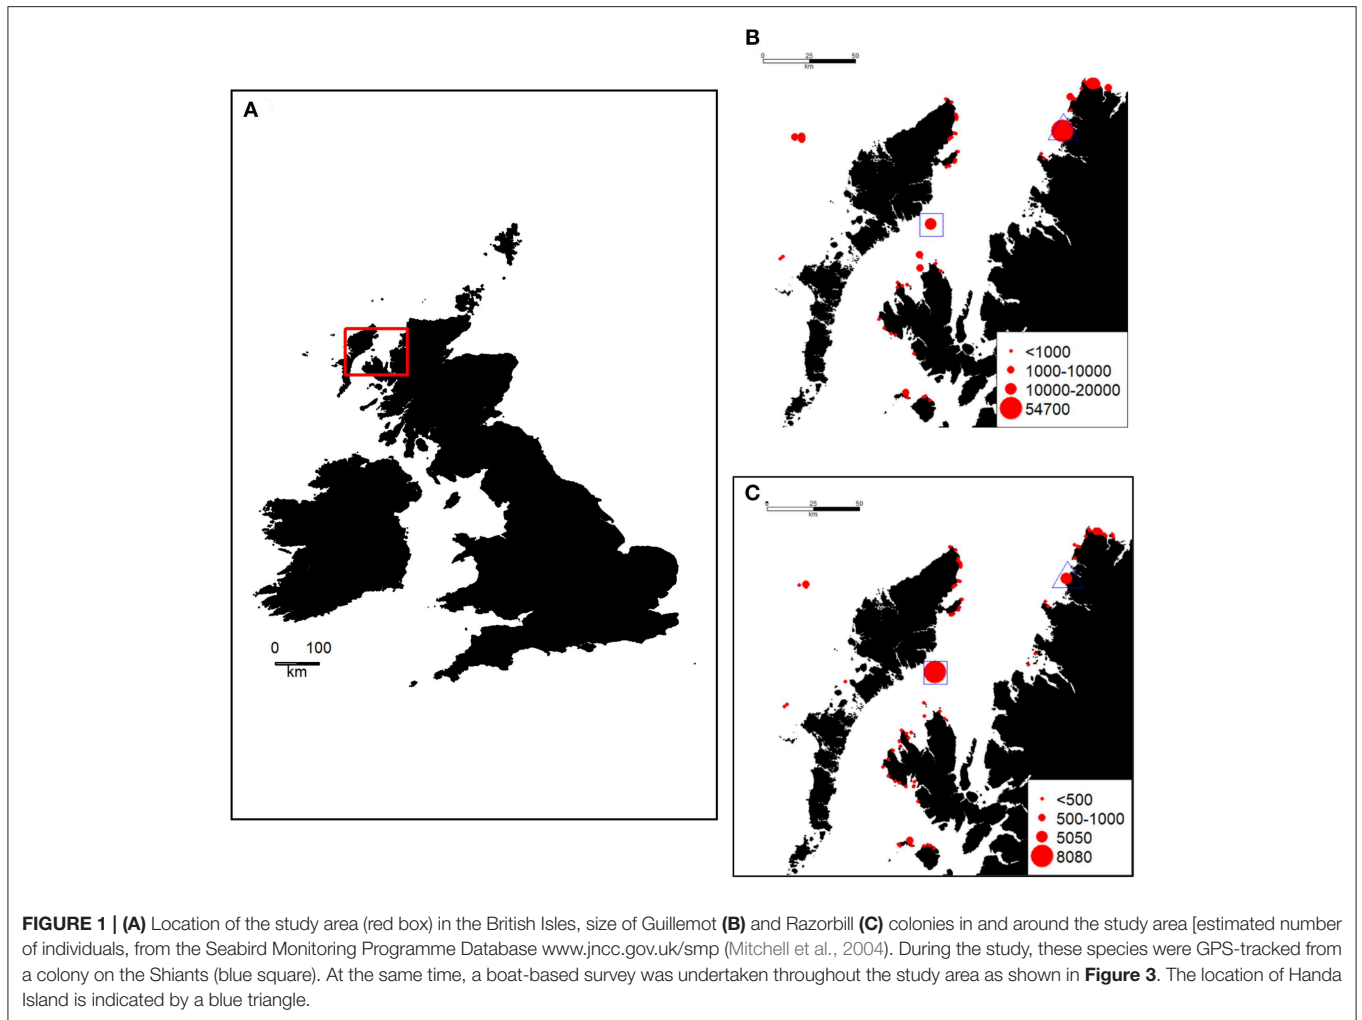 A
0 100
km
B
0 25 50
km
<1000
1000-10000
10000-20000
54700
C
0 25 50
km
<500
500-1000
5050
8080
FIGURE 1 | (A) Location of the study area (red box) in the British Isles, size of Guillemot (B) and Razorbill (C) colonies in and around the study area [estimated number
of individuals, from the Seabird Monitoring Programme Database www.jncc.gov.uk/smp (Mitchell et al., 2004). During the study, these species were GPS-tracked from
a colony on the Shiants (blue square). At the same time, a boat-based survey was undertaken throughout the study area as shown in Figure 3. The location of Handa
Island is indicated by a blue triangle.